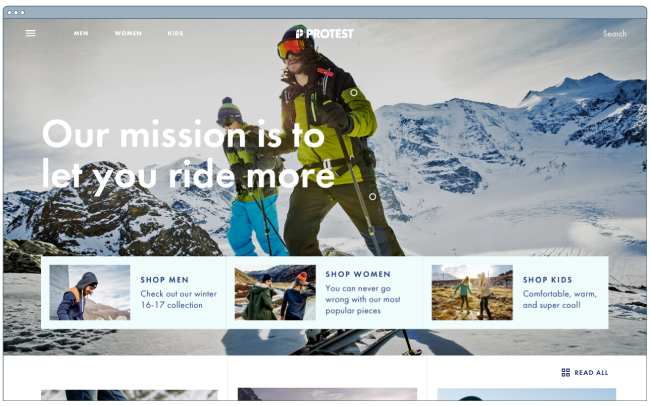 MEN
WOMEN
KIDS
PROTEST
Search
Our mission is to
let you ride more
SHOP MEN
Check out our winter
16-17 collection
SHOP WOMEN
You can never go
wrong with our most
popular pieces
SHOP KIDS
Comfortable, warm,
and super cool!
READ ALL